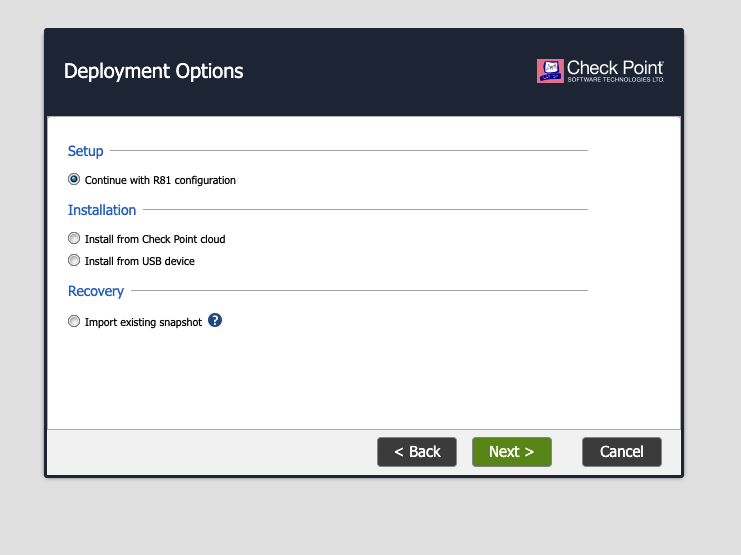 Deployment Options
Check Point
SOFTWARE TECHNOLOGIES LTD.
Setup
Continue with R81 configuration
Installation
Install from Check Point cloud
Install from USB device
Recovery
Import existing snapshot ?
< Back
Next >
Cancel